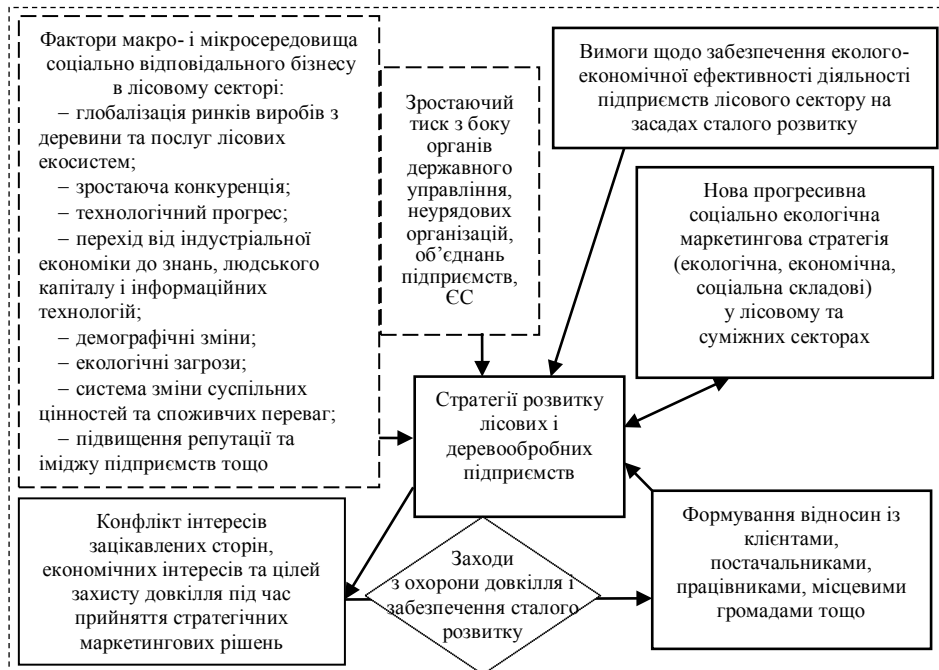 Фактори макро- і мікросередовища
соціально відповідального бізнесу
в лісовому секторі:
– глобалізація ринків виробів з
деревини та послуг лісових
екосистем;
– зростаюча конкуренція;
– технологічний прогрес;
– перехід від індустріальної
економіки до знань, людського
капіталу і інформаційних
технологій;
– демографічні зміни;
– екологічні загрози;
– система зміни суспільних
цінностей та споживчих переваг;
– підвищення репутації та
іміджу підприємств тощо
Зростаючий
тиск з боку
органів
державного
управління,
неурядових
організацій,
об’єднань
підприємств,
ЄС
Вимоги щодо забезпечення еколого-
економічної ефективності діяльності
підприємств лісового сектору на
засадах сталого розвитку
Нова прогресивна
соціально екологічна
маркетингова стратегія
(екологічна, економічна,
соціальна складові)
у лісовому та
суміжних секторах
Стратегії розвитку
лісових і
деревообробних
підприємств
Конфлікт інтересів
зацікавлених сторін,
економічних інтересів та цілей
захисту довкілля під час
прийняття стратегічних
маркетингових рішень
Заходи
з охорони довкілля і
забезпечення сталого
розвитку
Формування відносин із
клієнтами,
постачальниками,
працівниками, місцевими
громадами тощо